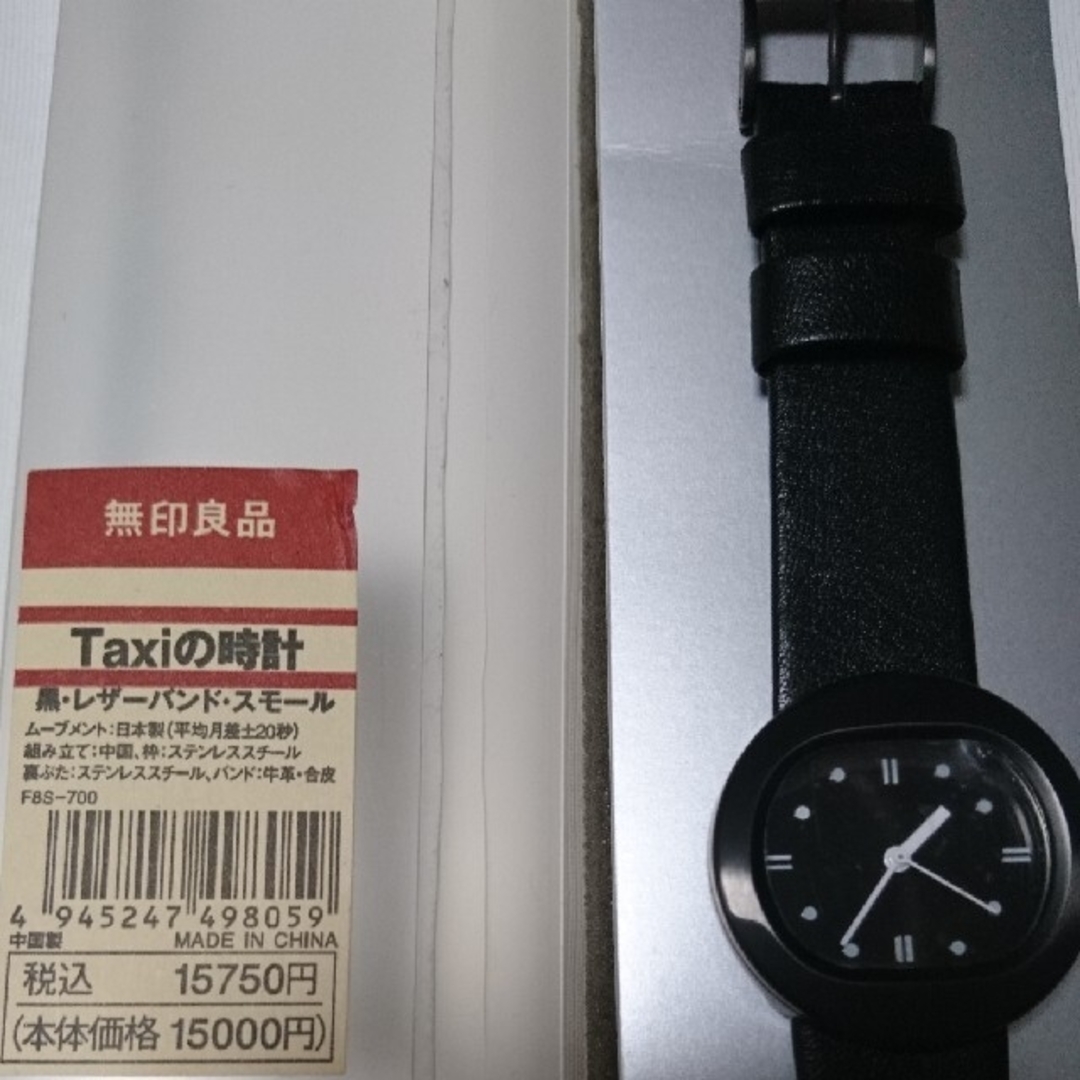 無印良品
Taxiの時計
黒・レザーバンド・スモール
ムーブメント:日本製(平均月差±20秒)
組み立て:中国、枠:ステンレススチール
裏ぶた:ステンレススチール、バンド:牛革・合皮
F8S-700
4 945247 498059
中国製 MADE IN CHINA
税込 15750円
(本体価格 15000円)